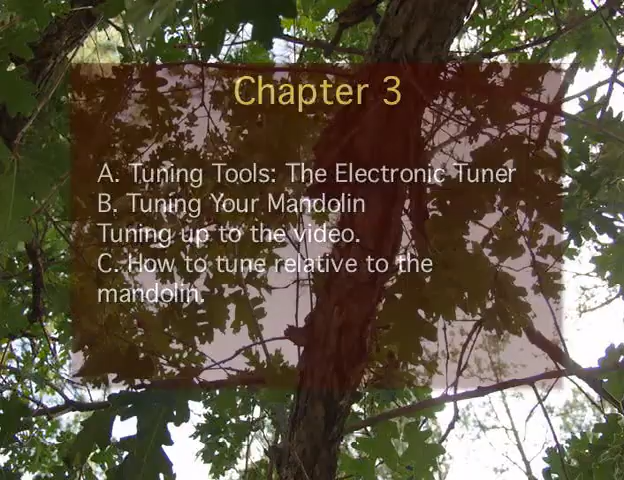 Chapter 3
A. Tuning Tools: The Electronic Tuner
B. Tuning Your Mandolin
Tuning up to the video.
C. How to tune relative to the
mandolin.